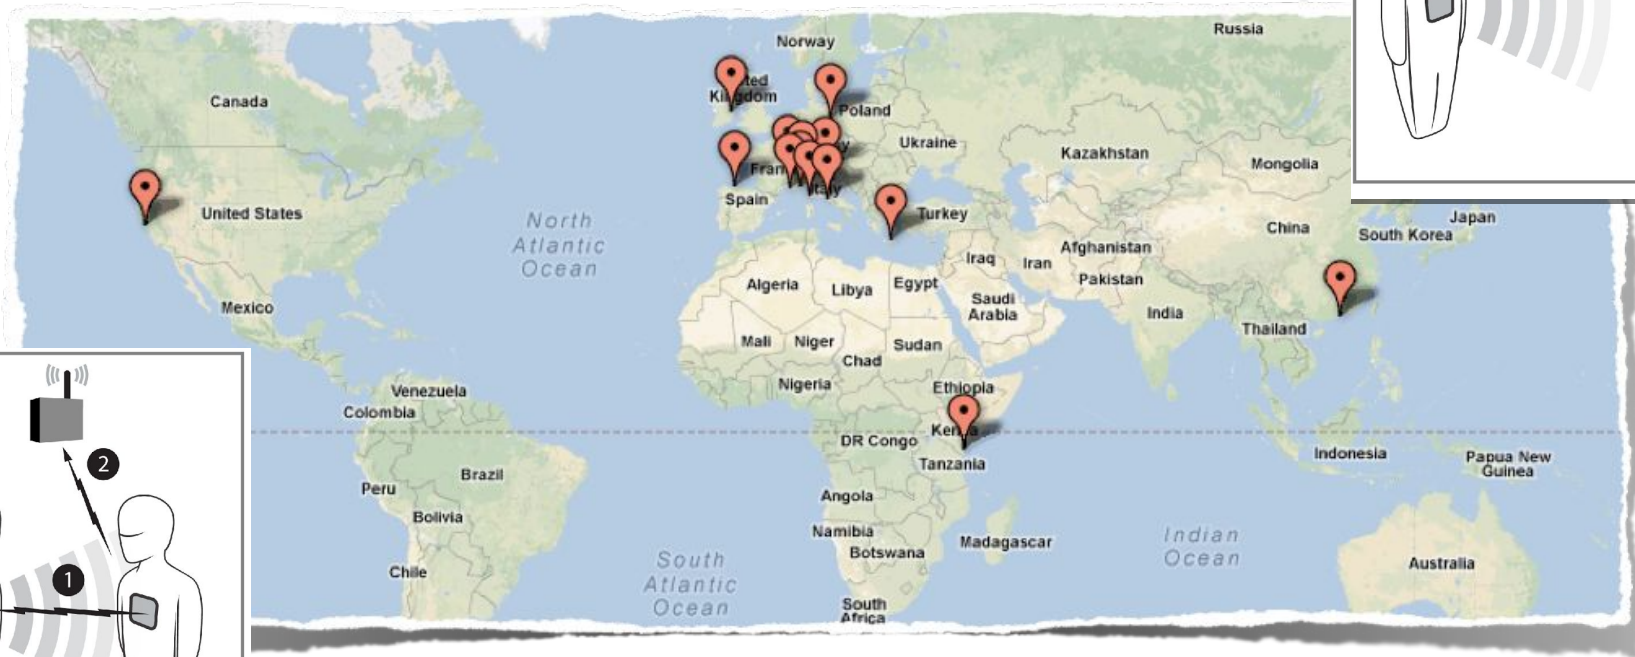 Norway
Russia
Canada
Poland
Ukraine
Kazakhstan
Mongolia
Spain
United States
Turkey
China
Japan
South Korea
North
Atlantic
Ocean
Iraq
Iran
Afghanistan
Pakistan
Algeria
Libya
Egypt
Saudi
Arabia
India
Mexico
Thailand
Mali
Niger
Chad
Sudan
Nigeria
Ethiopia
Venezuela
Colombia
DR Congo
Tanzania
Indonesia
Papua New
Guinea
Brazil
Peru
Angola
Bolivia
Namibia
Botswana
Madagascar
Indian
Ocean
Australia
Chile
South
Atlantic
Ocean
South
Africa
2
1